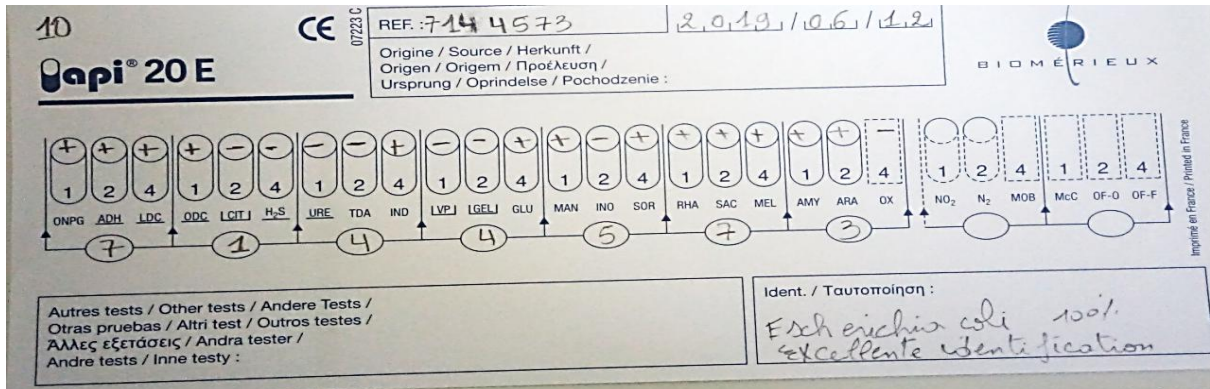 10
CE
07223 C
REF. : 7144573
2019/06/12
api® 20 E
Origine / Source / Herkunft /
Origen / Origem / Προέλευση /
Ursprung / Oprindelse / Pochodzenie :
BIOMÉRIEUX
+ + + + - - - - + - - + + - + + + + + + -
1 2 4 1 2 4 1 2 4 1 2 4 1 2 4 1 2 4 1 2 4 1 2 4 1 2 4
ONPG ADH LDC ODC LCITJ H₂S URE TDA IND LVPJ LGELJ GLU MAN INO SOR RHA SAC MEL AMY ARA OX NO₂ N₂ MOB McC OF-O OF-F
7 1 4 4 5 7 3
Imprimé en France / Printed in France
Autres tests / Other tests / Andere Tests /
Otras pruebas / Altri test / Outros testes /
Άλλες εξετάσεις / Andra tester /
Andre tests / Inne testy :
Ident. / Ταυτοποίηση :
Escherichia coli 100%
Excellente identification